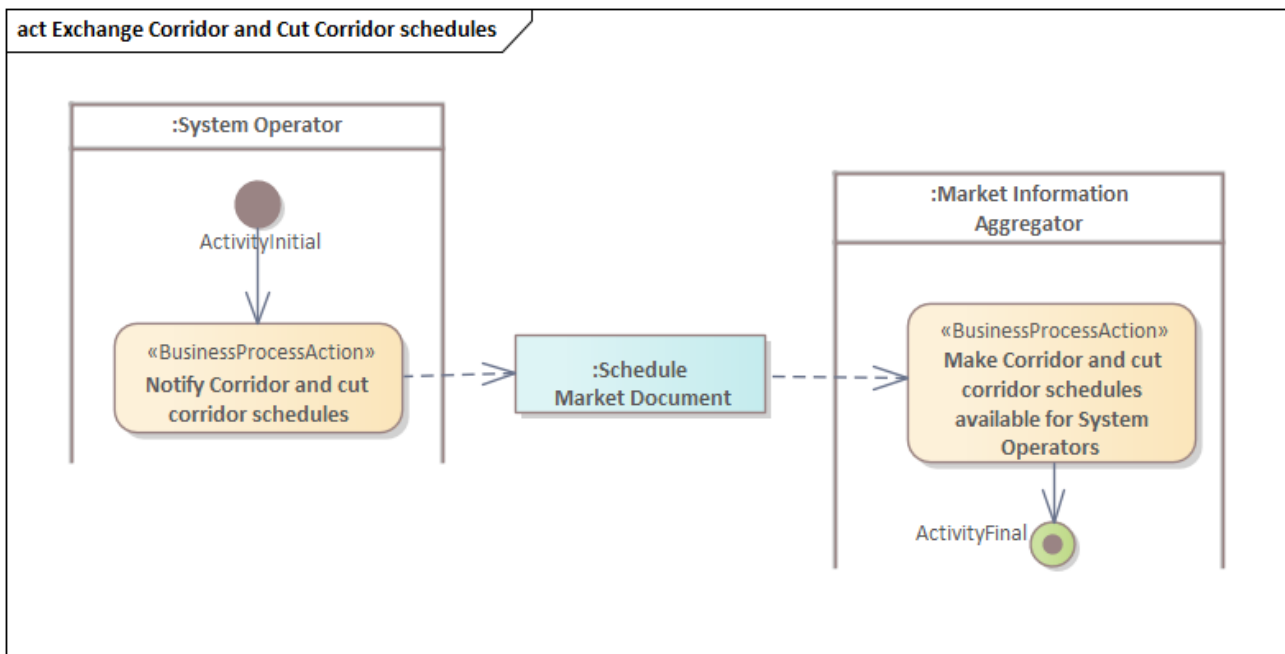 act Exchange Corridor and Cut Corridor schedules
:System Operator
ActivityInitial
«BusinessProcessAction»
Notify Corridor and cut
corridor schedules
:Schedule
Market Document
:Market Information
Aggregator
«BusinessProcessAction»
Make Corridor and cut
corridor schedules
available for System
Operators
ActivityFinal